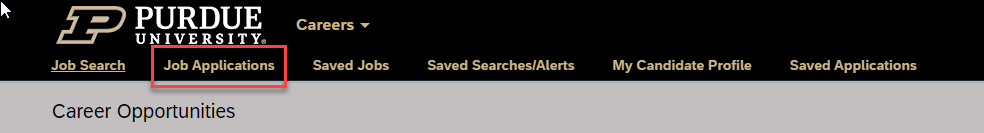 PURDUE UNIVERSITY®
Careers
Job Search Job Applications Saved Jobs Saved Searches/Alerts My Candidate Profile Saved Applications
Career Opportunities